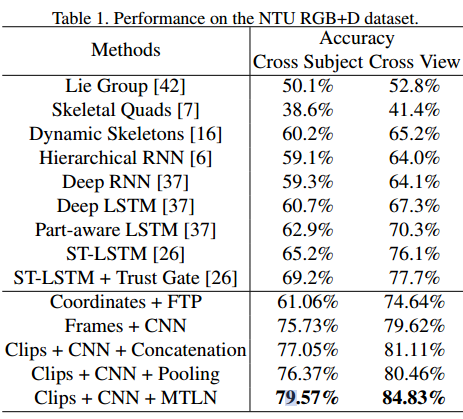 Table 1. Performance on the NTU RGB+D dataset.
Methods Accuracy
Cross Subject Cross View
Lie Group [42] 50.1% 52.8%
Skeletal Quads [7] 38.6% 41.4%
Dynamic Skeletons [16] 60.2% 65.2%
Hierarchical RNN [6] 59.1% 64.0%
Deep RNN [37] 59.3% 64.1%
Deep LSTM [37] 60.7% 67.3%
Part-aware LSTM [37] 62.9% 70.3%
ST-LSTM [26] 65.2% 76.1%
ST-LSTM + Trust Gate [26] 69.2% 77.7%
Coordinates + FTP 61.06% 74.64%
Frames + CNN 75.73% 79.62%
Clips + CNN + Concatenation 77.05% 81.11%
Clips + CNN + Pooling 76.37% 80.46%
Clips + CNN + MTLN 79.57% 84.83%